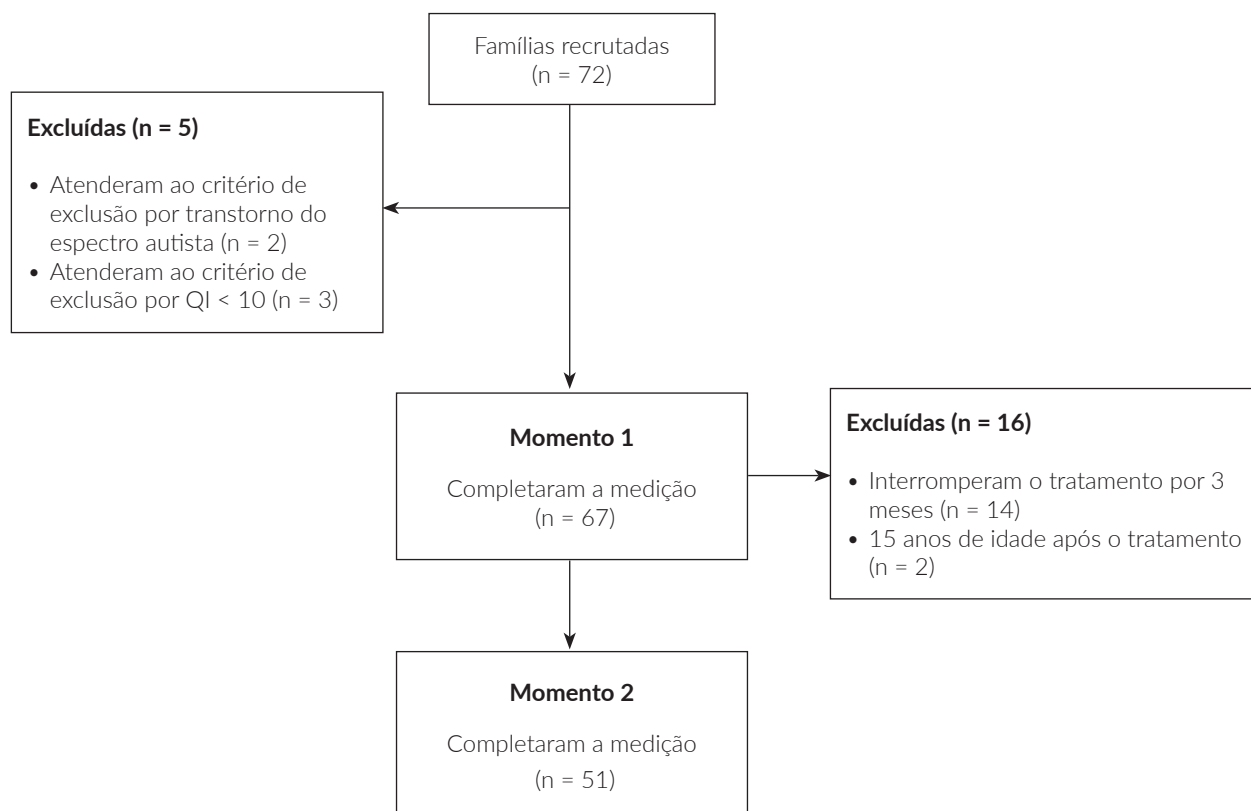 Famílias recrutadas
(n = 72)
Excluídas (n = 5)
• Atenderam ao critério de
exclusão por transtorno do
espectro autista (n = 2)
• Atenderam ao critério de
exclusão por QI < 10 (n = 3)
Momento 1
Completaram a medição
(n = 67)
Excluídas (n = 16)
• Interromperam o tratamento por 3
meses (n = 14)
• 15 anos de idade após o tratamento
(n = 2)
Momento 2
Completaram a medição
(n = 51)